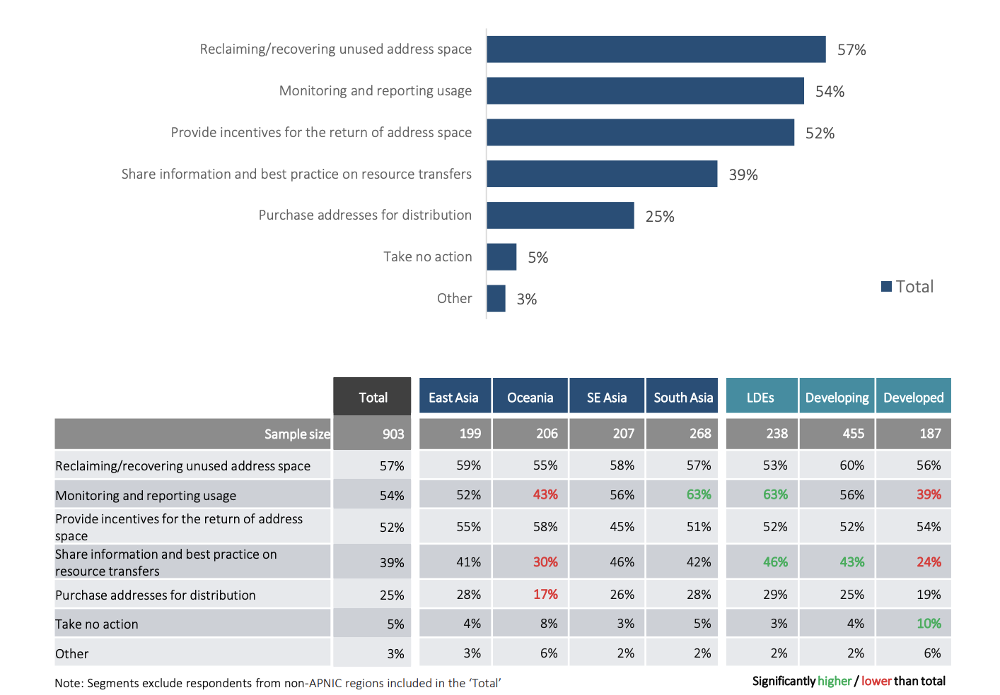 Reclaiming/recovering unused address space 57%
Monitoring and reporting usage 54%
Provide incentives for the return of address space 52%
Share information and best practice on resource transfers 39%
Purchase addresses for distribution 25%
Take no action 5%
Other 3%
Total
Total East Asia Oceania SE Asia South Asia LDEs Developing Developed
Sample size 903 199 206 207 268 238 455 187
Reclaiming/recovering unused address space 57% 59% 55% 58% 57% 53% 60% 56%
Monitoring and reporting usage 54% 52% 43% 56% 63% 63% 56% 39%
Provide incentives for the return of address
space 52% 55% 58% 45% 51% 52% 52% 54%
Share information and best practice on
resource transfers 39% 41% 30% 46% 42% 46% 43% 24%
Purchase addresses for distribution 25% 28% 17% 26% 28% 29% 25% 19%
Take no action 5% 4% 8% 3% 5% 3% 4% 10%
Other 3% 3% 6% 2% 2% 2% 2% 6%
Note: Segments exclude respondents from non-APNIC regions included in the ‘Total’
Significantly higher / lower than total